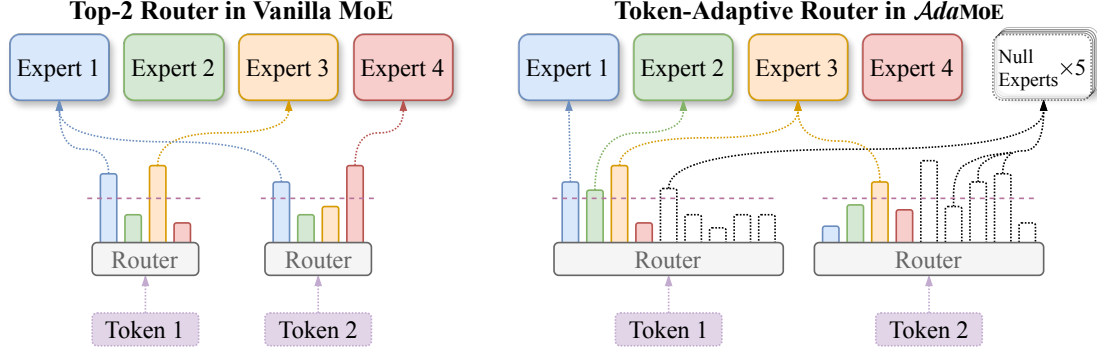 Top-2 Router in Vanilla MoE
Expert 1
Expert 2
Expert 3
Expert 4
Router
Router
Token 1
Token 2
Token-Adaptive Router in AdaMoE
Expert 1
Expert 2
Expert 3
Expert 4
Null
Experts ×5
Router
Router
Token 1
Token 2